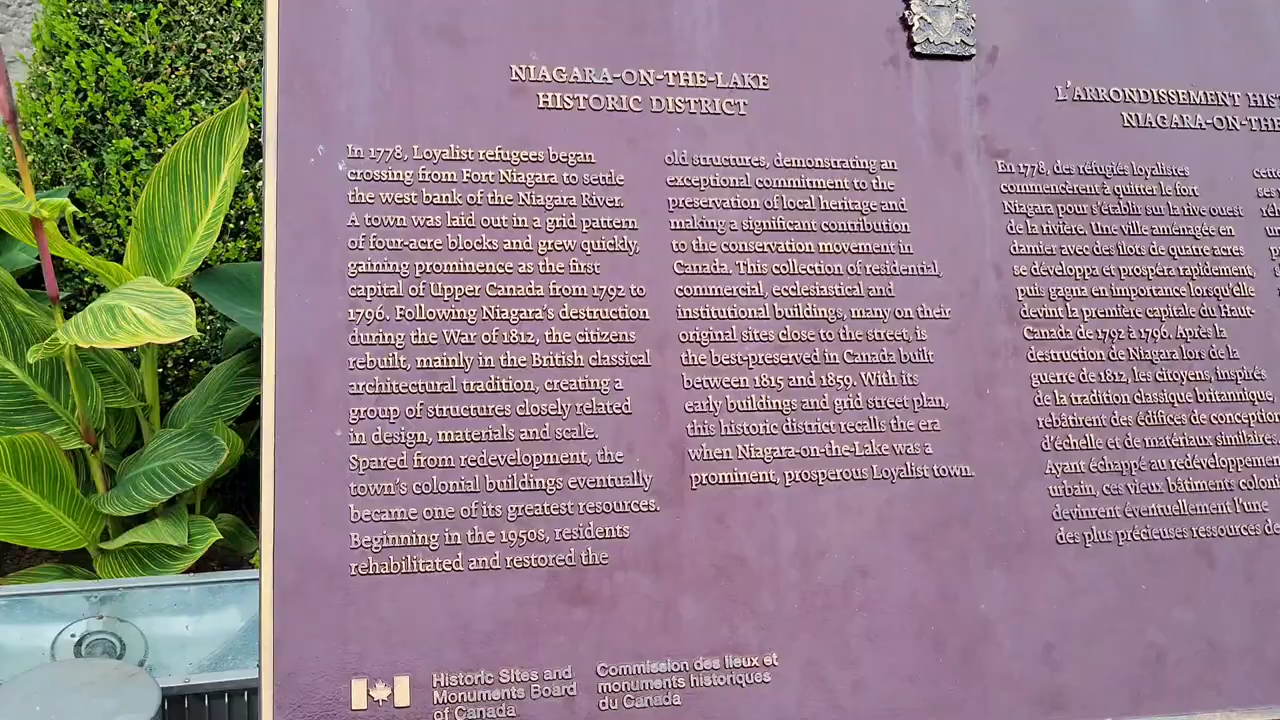 NIAGARA-ON-THE-LAKE
HISTORIC DISTRICT
In 1778, Loyalist refugees began
crossing from Fort Niagara to settle
the west bank of the Niagara River.
A town was laid out in a grid pattern
of four-acre blocks and grew quickly,
gaining prominence as the first
capital of Upper Canada from 1792 to
1796. Following Niagara's destruction
during the War of 1812, the citizens
rebuilt, mainly in the British classical
architectural tradition, creating a
group of structures closely related
in design, materials and scale.
Spared from redevelopment, the
town's colonial buildings eventually
became one of its greatest resources.
Beginning in the 1950s, residents
rehabilitated and restored the
old structures, demonstrating an
exceptional commitment to the
preservation of local heritage and
making a significant contribution
to the conservation movement in
Canada. This collection of residential,
commercial, ecclesiastical and
institutional buildings, many on their
original sites close to the street, is
the best-preserved in Canada built
between 1815 and 1859. With its
early buildings and grid street plan,
this historic district recalls the era
when Niagara-on-the-Lake was a
prominent, prosperous Loyalist town.
L'ARRONDISSEMENT
NIAGARA-ON-THE
En 1778, des réfugiés loyalistes
commencèrent à quitter le fort
Niagara pour s'établir sur la rive ouest
de la rivière. Une ville aménagée en
damier avec des îlots de quatre acres
se développa et prospéra rapidement,
puis gagna en importance lorsqu'elle
devint la première capitale du Haut-
Canada de 1792 à 1796. Après la
destruction de Niagara lors de la
guerre de 1812, les citoyens, inspirés
de la tradition classique britannique,
rebâtirent des édifices de conception
d'échelle et de matériaux similaires.
Ayant échappé au redéveloppemen
urbain, ces vieux bâtiments coloni
devinrent éventuellement l'une
des plus précieuses ressources de
Historic Sites and
Monuments Board
of Canada
Commission des lieux et
monuments historiques
du Canada